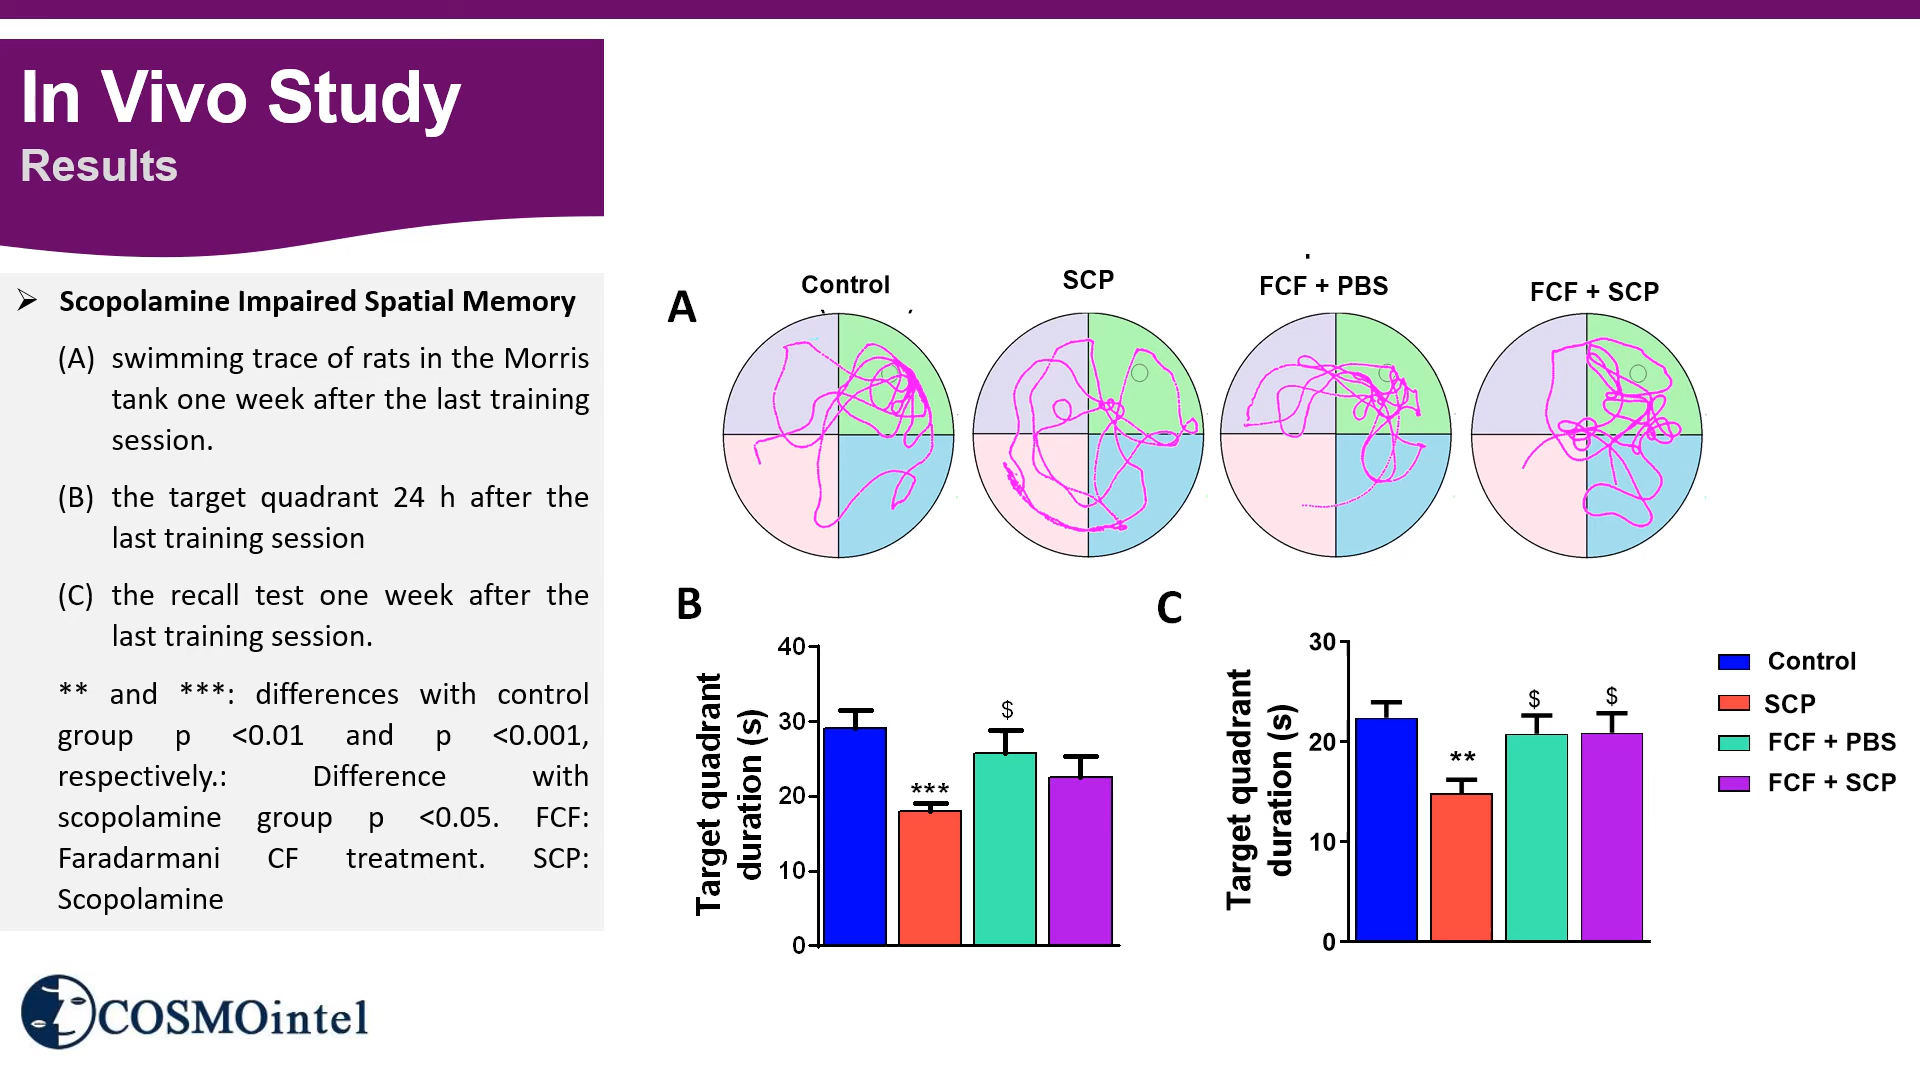 In Vivo Study
Results
➢ Scopolamine Impaired Spatial Memory
(A) swimming trace of rats in the Morris
tank one week after the last training
session.
(B) the target quadrant 24 h after the
last training session
(C) the recall test one week after the
last training session.
** and ***: differences with control
group p <0.01 and p <0.001,
respectively.: Difference with
scopolamine group p <0.05. FCF:
Faradarmani CF treatment. SCP:
Scopolamine
COSMOintel
A
Control
SCP
FCF + PBS
FCF + SCP
B
Target quadrant
duration (s)
40
30
20
10
0
***
$
C
Target quadrant
duration (s)
30
20
10
0
**
$
$
Control
SCP
FCF + PBS
FCF + SCP